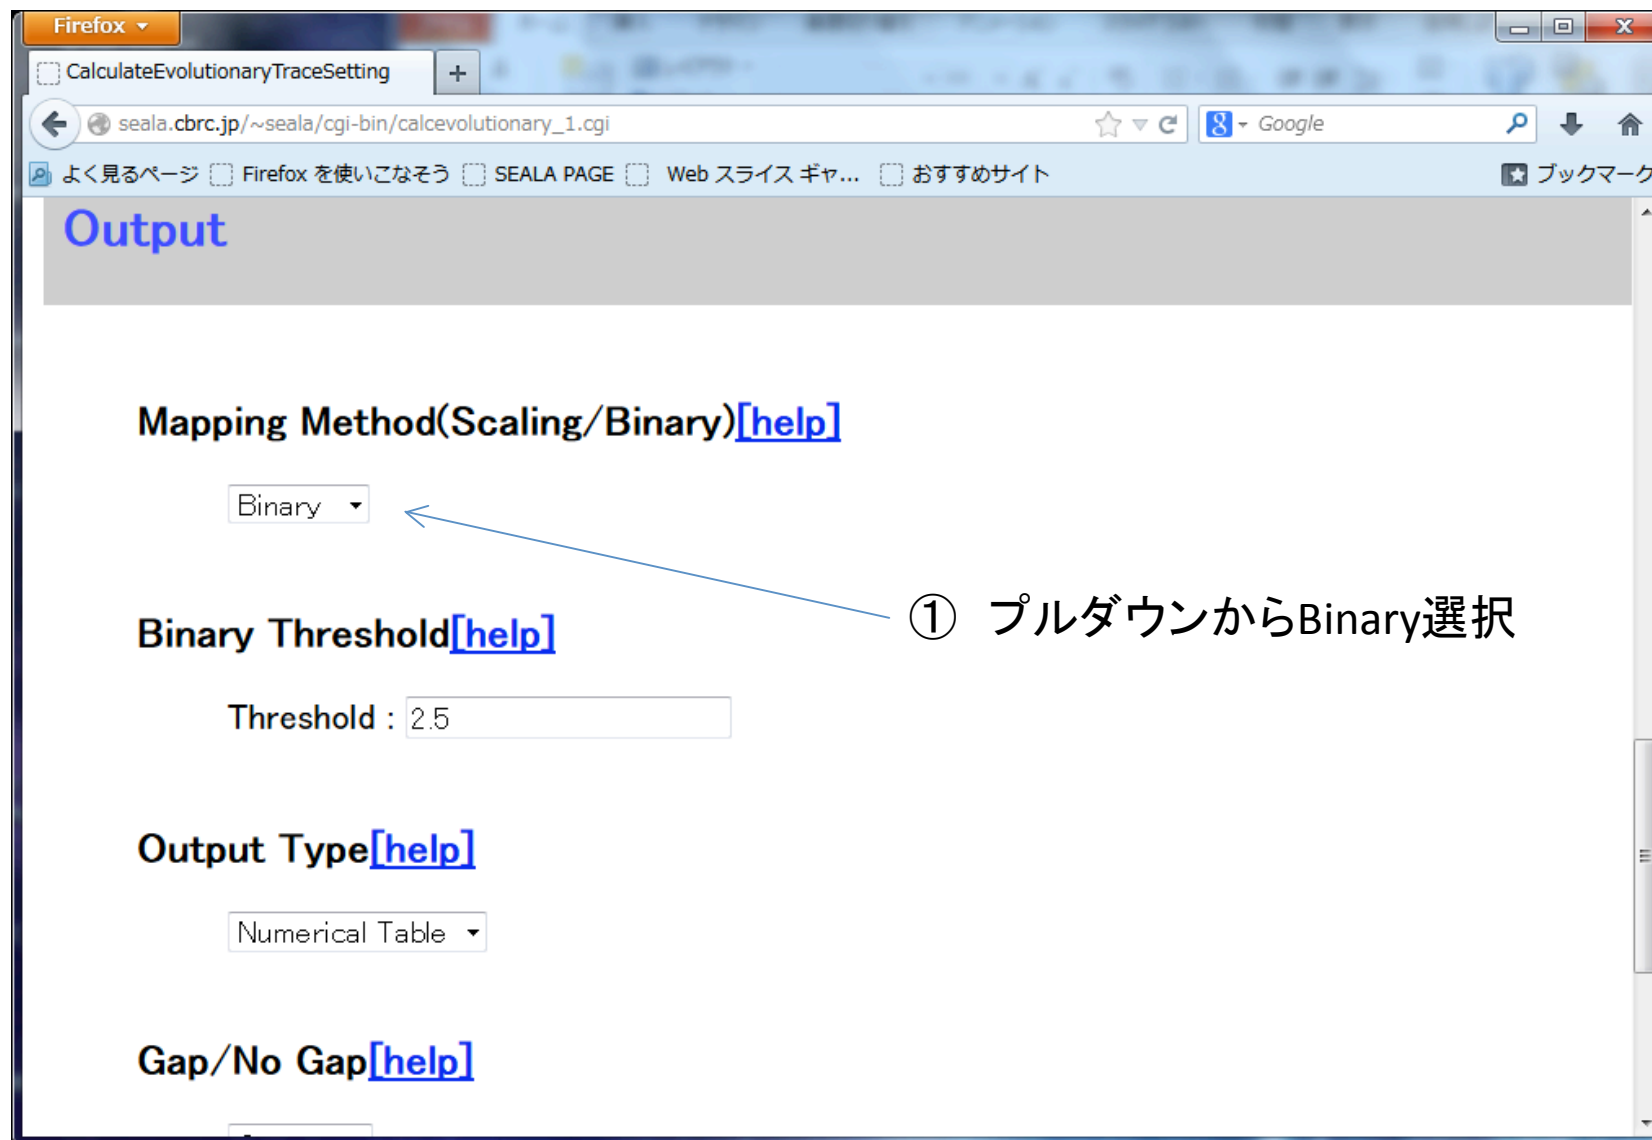 Firefox
CalculateEvolutionaryTraceSetting
seala.cbrc.jp/~seala/cgi-bin/calcevolutionary_1.cgi
Google
よく見るページ Firefox を使いこなそう SEALA PAGE Web スライス ギャ... おすすめサイト ブックマーク
Output
Mapping Method(Scaling/Binary)[help]
Binary
① プルダウンからBinary選択
Binary Threshold[help]
Threshold : 2.5
Output Type[help]
Numerical Table
Gap/No Gap[help]